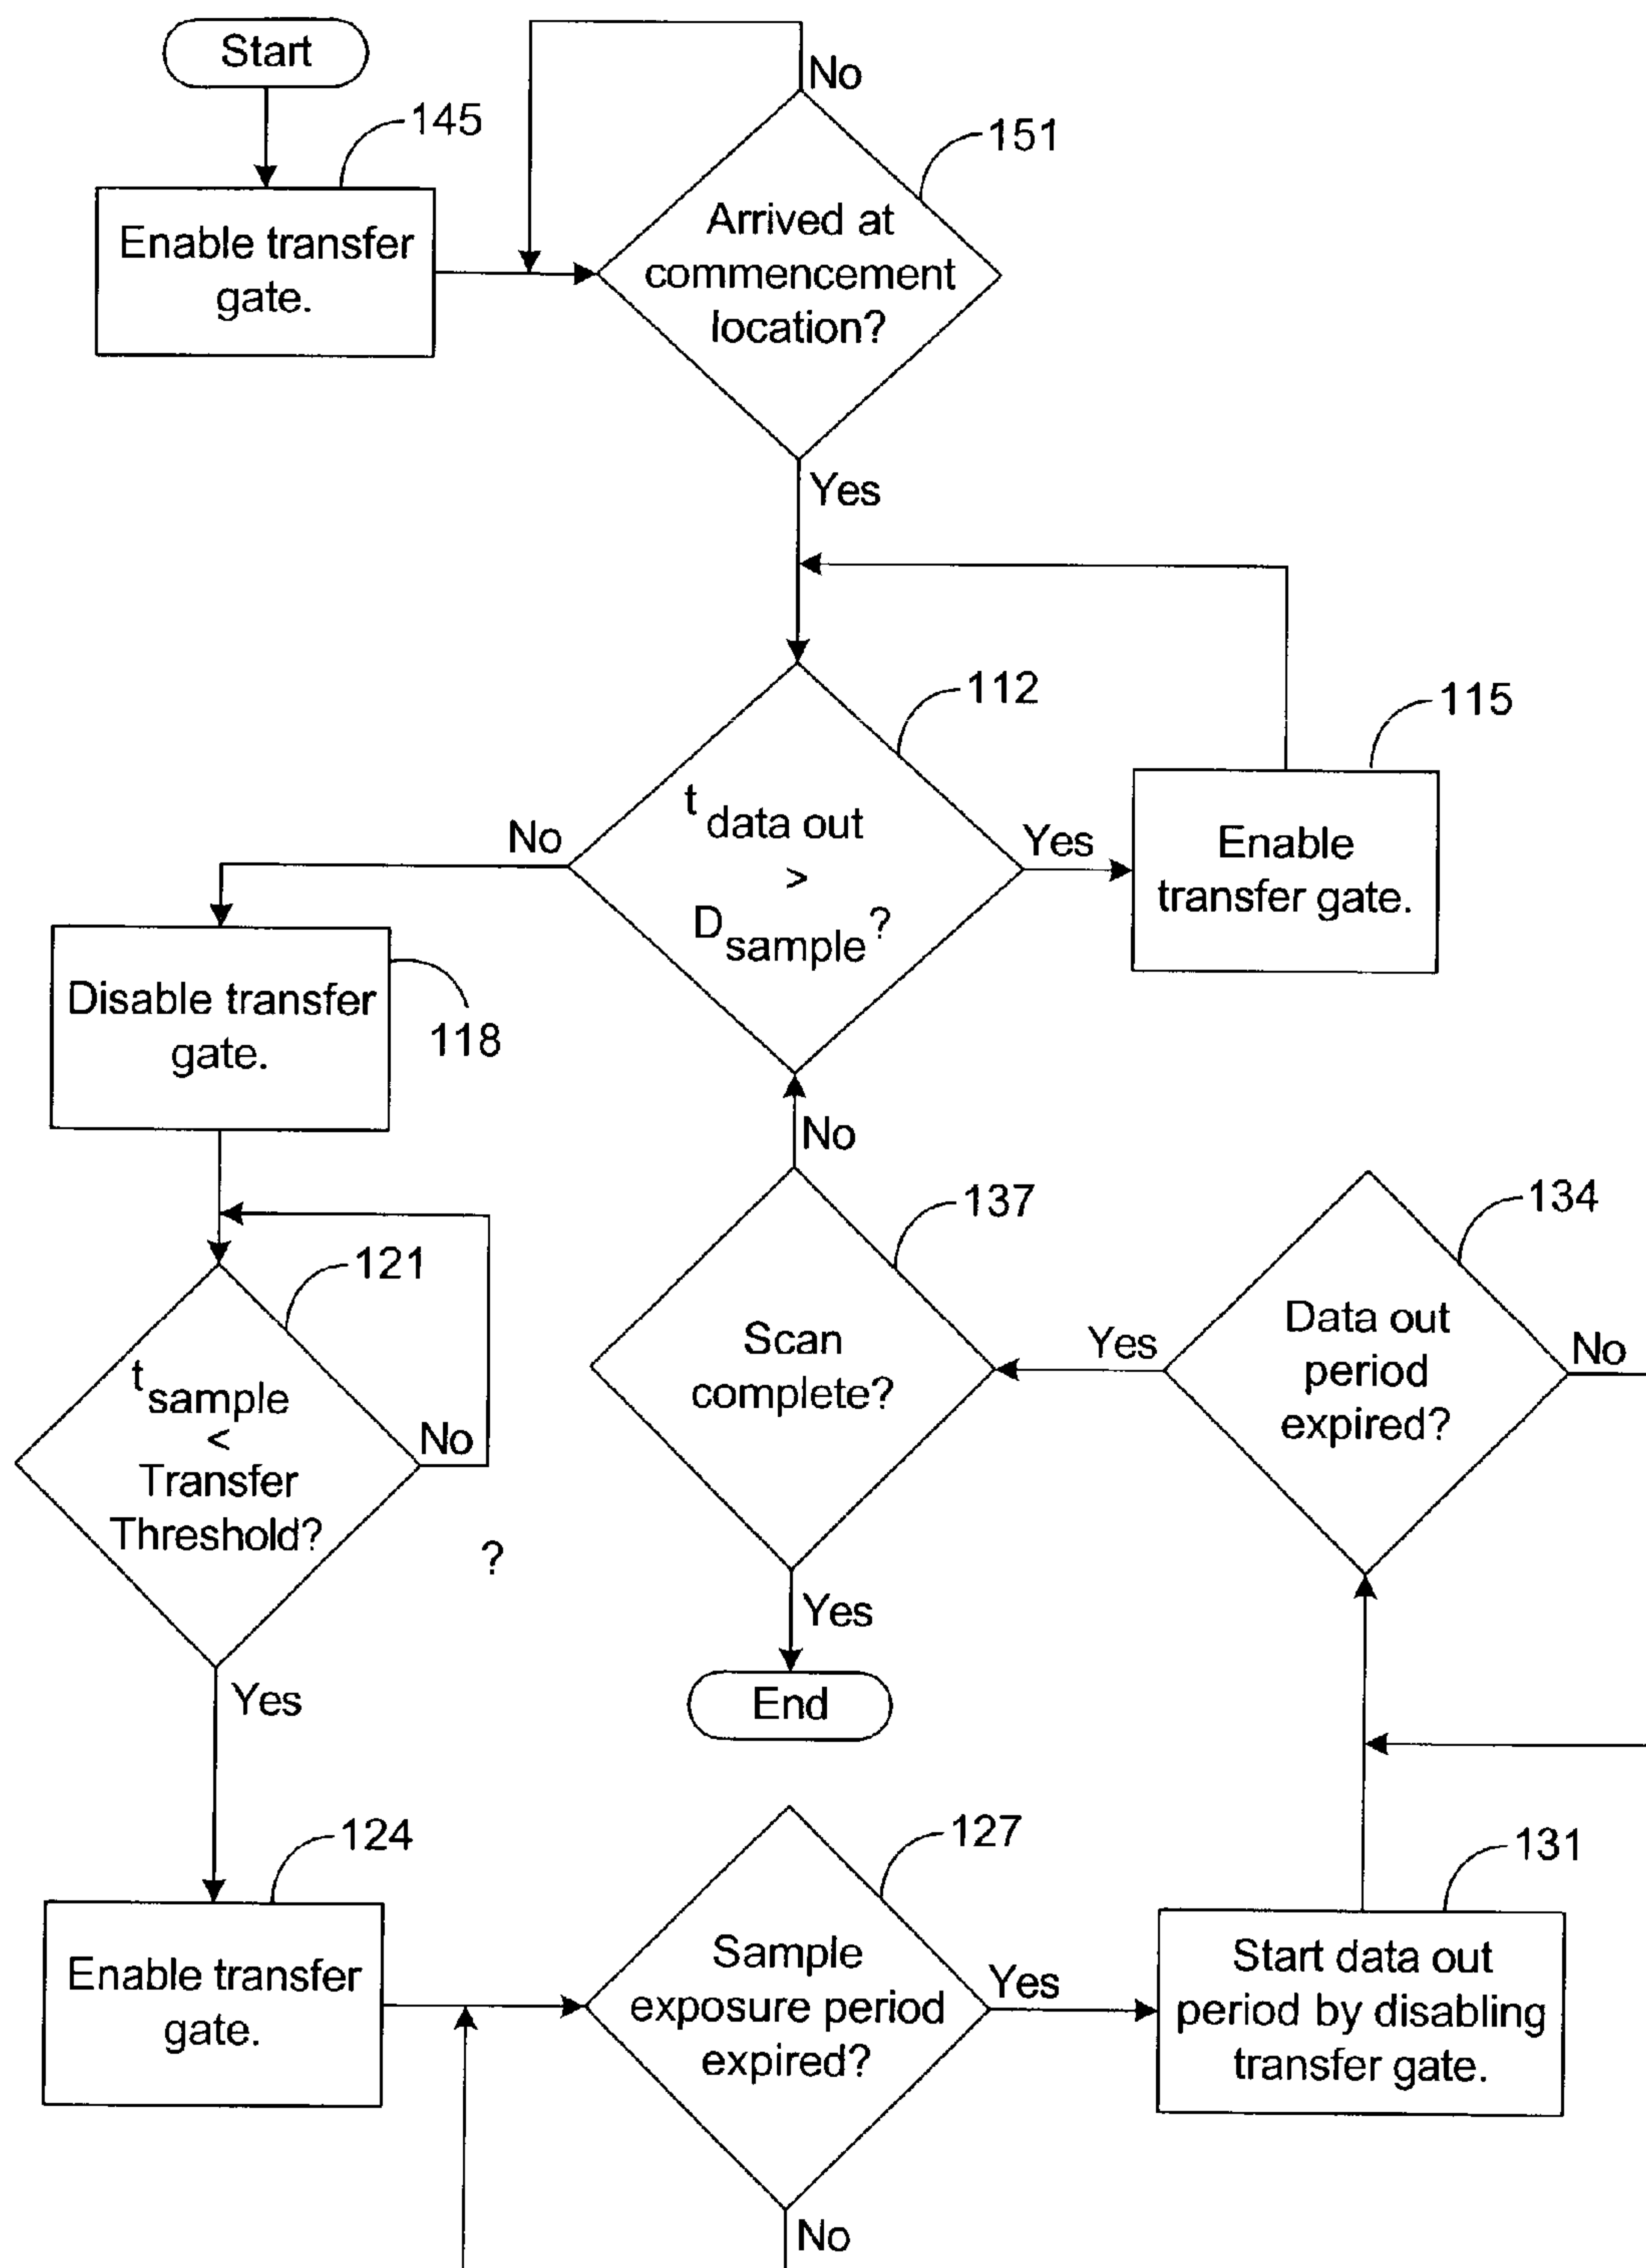 Start
No
145
151
Enable transfer
gate.
Arrived at
commencement
location?
Yes
112
115
t data out
>
D sample ?
No
Yes
Enable
transfer gate.
Disable transfer
gate.
118
No
137
134
121
Scan
complete?
Yes
Data out
period
expired?
No
t sample
<
Transfer
Threshold?
No
?
Yes
Yes
End
124
127
131
Enable transfer
gate.
Sample
exposure period
expired?
Yes
Start data out
period by disabling
transfer gate.
No